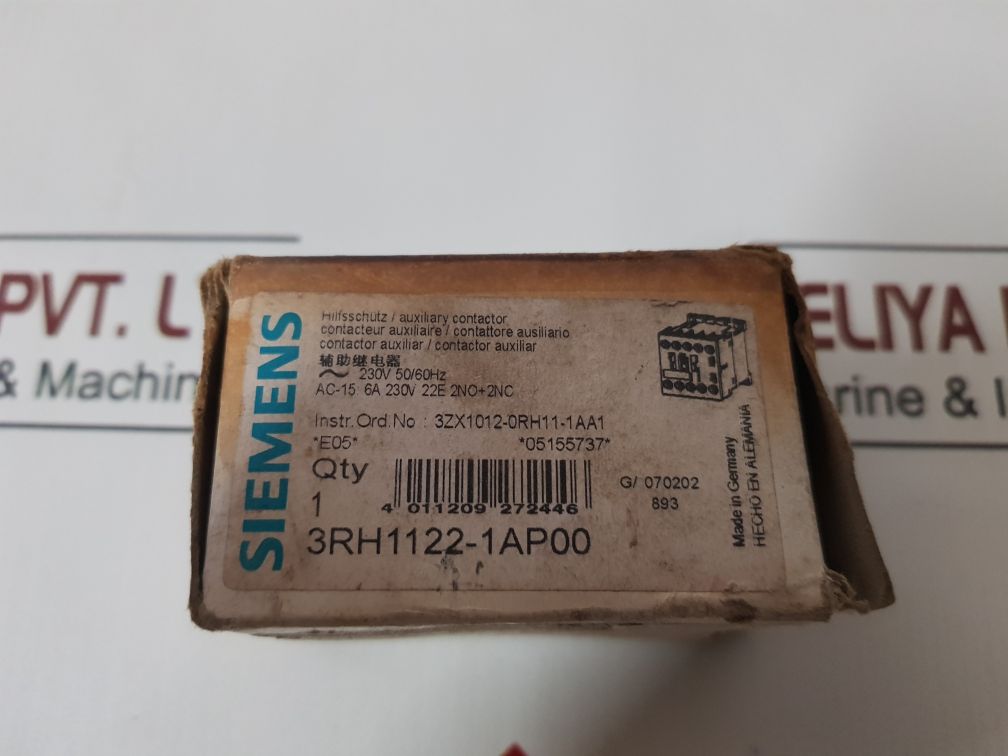 SIEMENS
Hilfsschütz / auxiliary contactor
contacteur auxiliaire / contattore ausiliario
contactor auxiliar / contactor auxiliar
辅助继电器
~ 230V 50/60Hz
AC-15: 6A 230V 22E 2NO+2NC
Instr.Ord.No : 3ZX1012-0RH11-1AA1
*E05* *05155737*
Qty
1
4 011209 272446
G/ 070202
893
3RH1122-1AP00
Made in Germany
HECHO EN ALEMANIA
PVT. L
& Machin
ELIYA
rine &